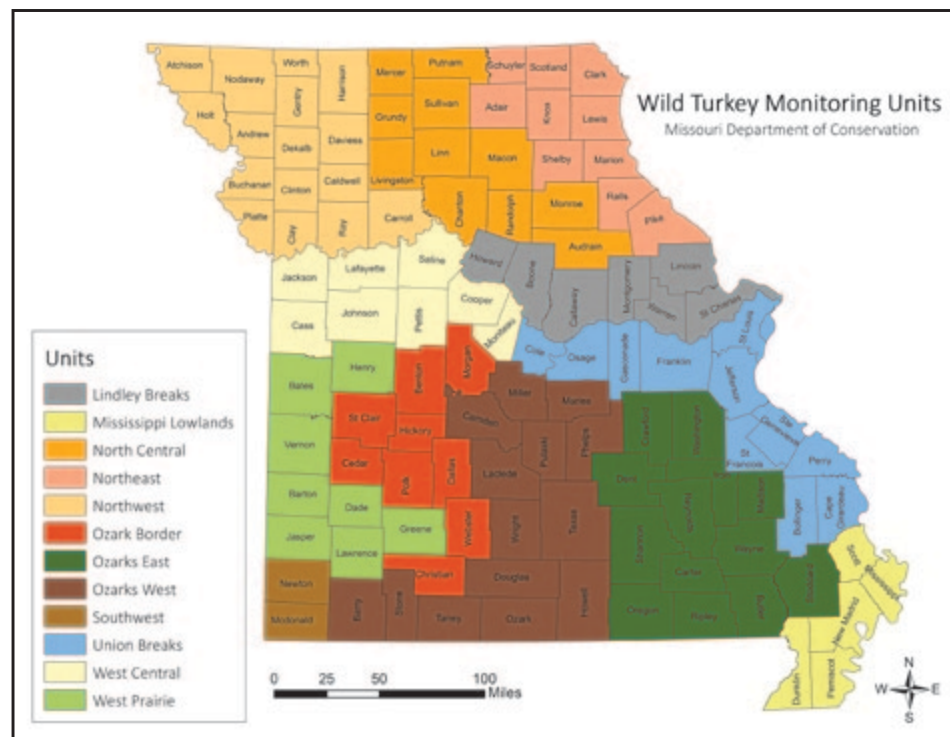 Wild Turkey Monitoring Units
Missouri Department of Conservation
Atchison
Nodaway
Worth
Gentry
Harrison
Mercer
Putnam
Schuyler
Scotland
Clark
Holt
Andrew
Dekalb
Daviess
Grundy
Sullivan
Adair
Knox
Lewis
Buchanan
Clinton
Caldwell
Livingston
Linn
Macon
Shelby
Marion
Platte
Clay
Ray
Carroll
Chariton
Randolph
Monroe
Ralls
Pike
Audrain
Jackson
Lafayette
Saline
Howard
Boone
Callaway
Montgomery
Lincoln
Warren
St Charles
Cass
Johnson
Pettis
Cooper
Moniteau
Cole
Osage
Gasconade
Franklin
St Louis
Jefferson
Bates
Henry
Benton
Morgan
Miller
Maries
Camden
Pulaski
Phelps
Crawford
Washington
Ste Genevieve
St Francois
Perry
Vernon
St Clair
Hickory
Cedar
Polk
Dallas
Laclede
Dent
Iron
Reynolds
Madison
Bollinger
Cape Girardeau
Barton
Dade
Greene
Webster
Wright
Texas
Shannon
Wayne
Jasper
Lawrence
Christian
Douglas
Carter
Stoddard
Scott
Mississippi
Newton
Mcdonald
Barry
Stone
Taney
Ozark
Howell
Oregon
Ripley
Butler
New Madrid
Dunklin
Pemiscot
Units
Lindley Breaks
Mississippi Lowlands
North Central
Northeast
Northwest
Ozark Border
Ozarks East
Ozarks West
Southwest
Union Breaks
West Central
West Prairie
0 25 50 100
Miles
N
W E
S